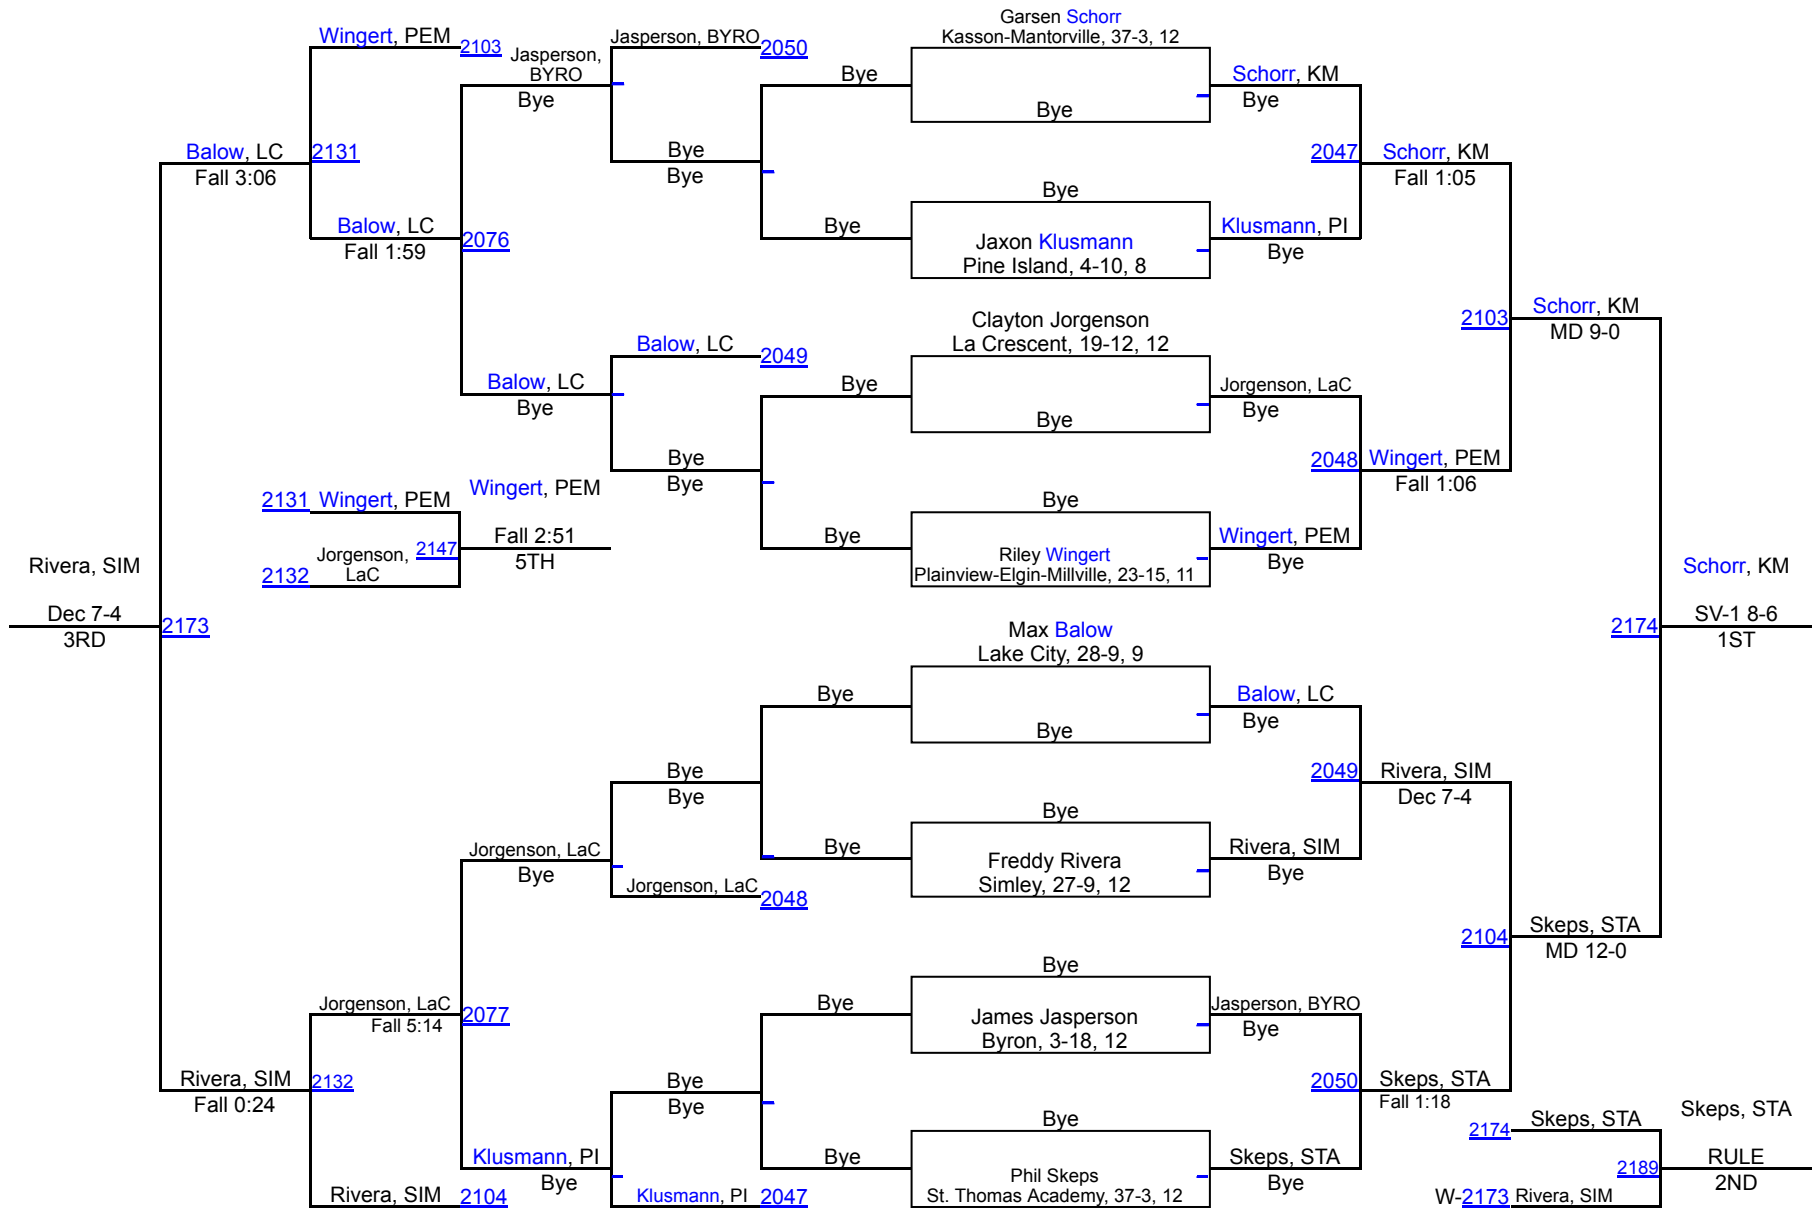 Garsen Schorr
Kasson-Mantorville, 37-3, 12
Bye
Bye
Jaxon Klusmann
Pine Island, 4-10, 8
Clayton Jorgenson
La Crescent, 19-12, 12
Bye
Bye
Riley Wingert
Plainview-Elgin-Millville, 23-15, 11
Max Balow
Lake City, 28-9, 9
Bye
Bye
Freddy Rivera
Simley, 27-9, 12
Bye
James Jasperson
Byron, 3-18, 12
Bye
Phil Skeps
St. Thomas Academy, 37-3, 12
Schorr, KM
Bye
2047
Klusmann, PI
Bye
Jorgenson, LaC
Bye
2048
Wingert, PEM
Bye
Balow, LC
Bye
2049
Rivera, SIM
Bye
Jasperson, BYRO
Bye
2050
Skeps, STA
Bye
Schorr, KM
Fall 1:05
2103
Wingert, PEM
Fall 1:06
Rivera, SIM
Dec 7-4
2104
Skeps, STA
Fall 1:18
Schorr, KM
MD 9-0
2174
Skeps, STA
MD 12-0
Schorr, KM
SV-1 8-6
1ST
2174 Skeps, STA
2189
W-2173 Rivera, SIM
Skeps, STA
RULE
2ND
Bye
Bye
Bye
Bye
Bye
Bye
Bye
Bye
Jasperson, BYRO 2050
Bye
Bye
Balow, LC 2049
Bye
Bye
Bye
Bye
Jorgenson, LaC 2048
Bye
Bye
Klusmann, PI 2047
Jasperson,
BYRO
Bye
2076
Balow, LC
Bye
Jorgenson, LaC
Bye
2077
Klusmann, PI
Bye
Wingert, PEM 2103
2131
Balow, LC
Fall 1:59
Jorgenson, LaC
Fall 5:14
2132
Rivera, SIM 2104
2131 Wingert, PEM
2147
2132 Jorgenson,
LaC
Wingert, PEM
Fall 2:51
5TH
Balow, LC
Fall 3:06
2173
Rivera, SIM
Fall 0:24
Rivera, SIM
Dec 7-4
3RD